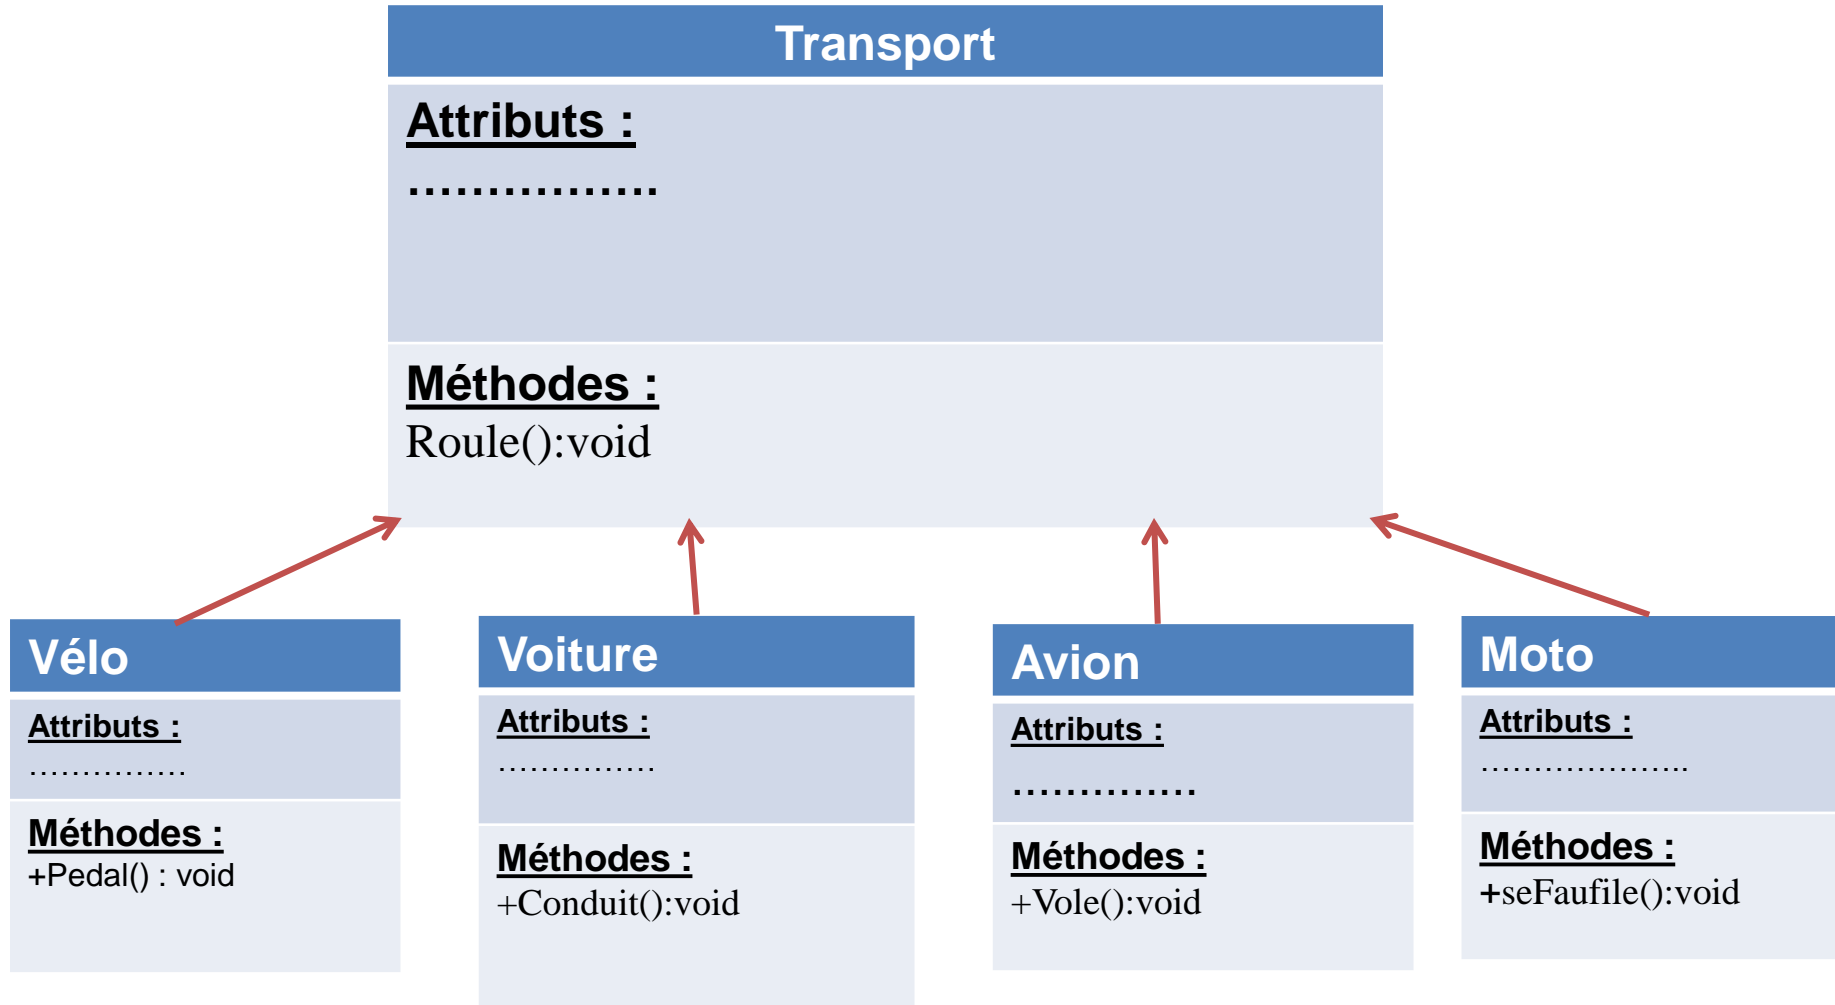 Transport
Attributs :
…………….
Méthodes :
Roule():void
Vélo
Attributs :
……………
Méthodes :
+Pedal() : void
Voiture
Attributs :
……………
Méthodes :
+Conduit():void
Avion
Attributs :
…………..
Méthodes :
+Vole():void
Moto
Attributs :
………………..
Méthodes :
+seFaufile():void